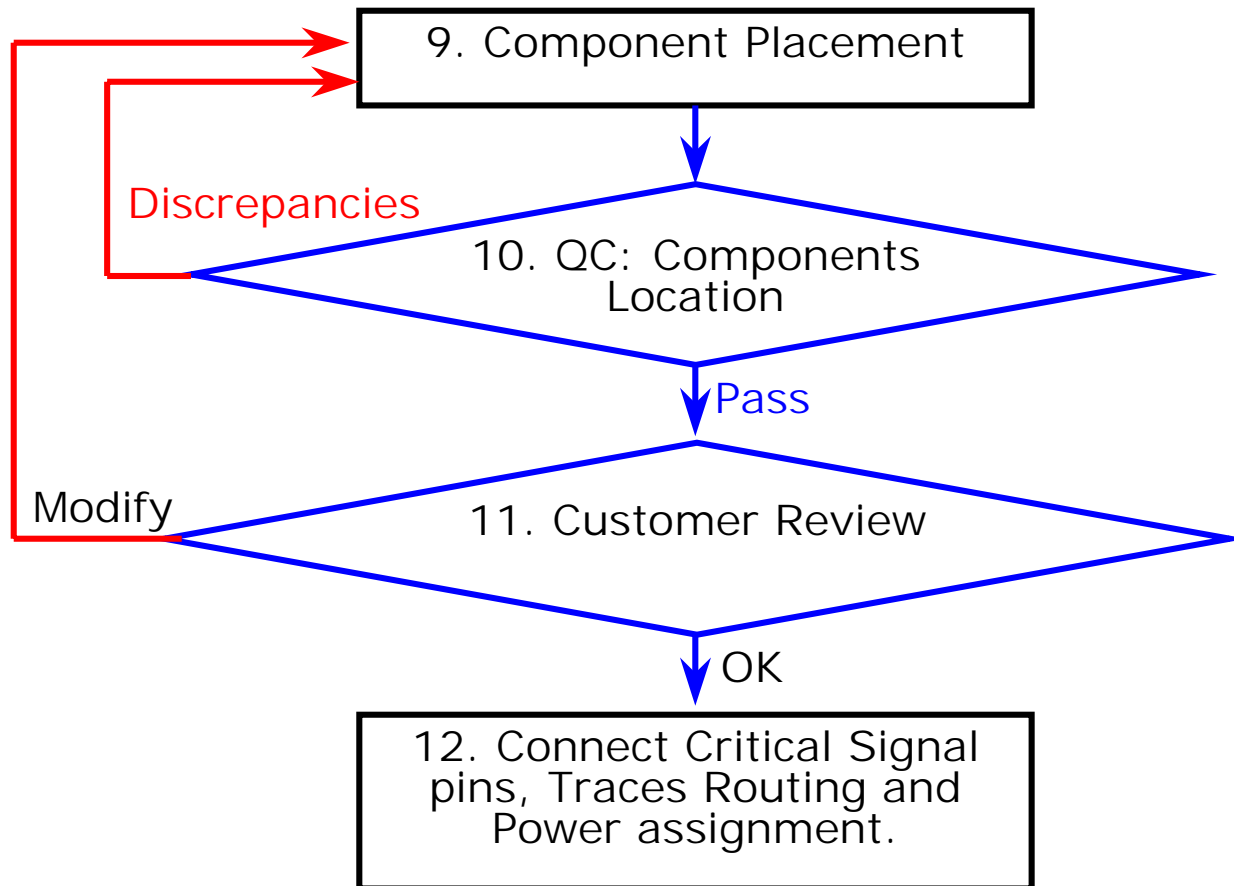 9. Component Placement
Discrepancies
10. QC: Components
Location
Pass
Modify
11. Customer Review
OK
12. Connect Critical Signal
pins, Traces Routing and
Power assignment.